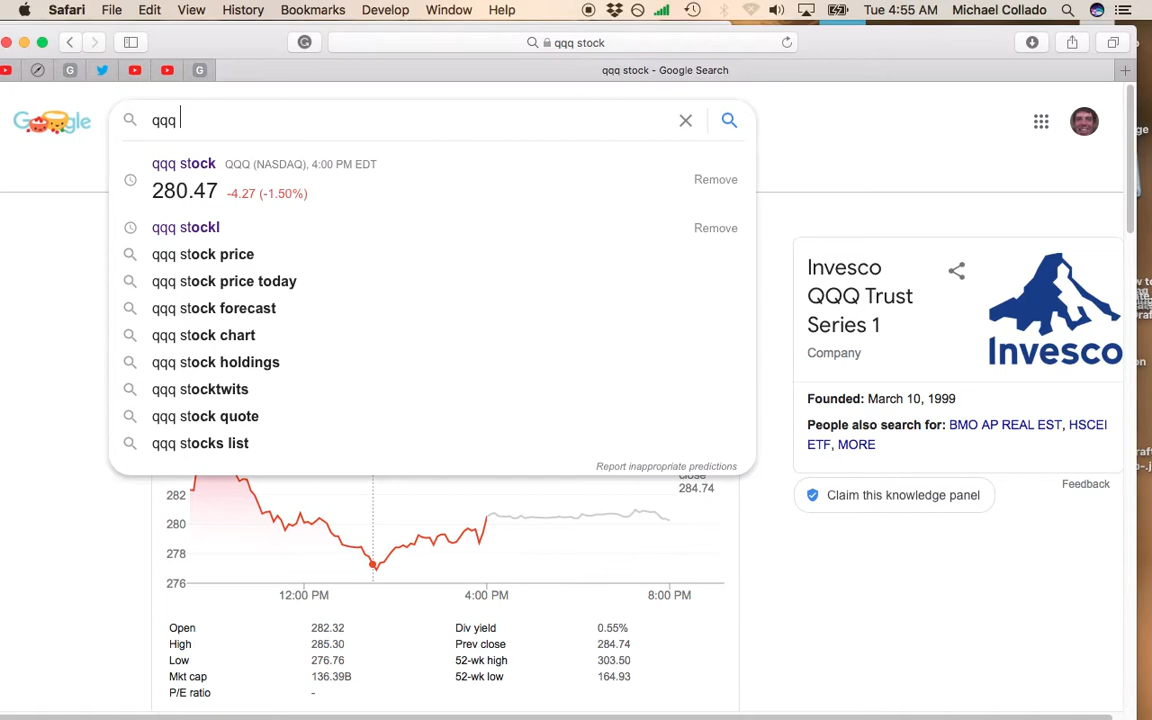 Safari File Edit View History Bookmarks Develop Window Help Tue 4:55 AM Michael Collado
qqq stock
qqq stock - Google Search
Google
qqq
qqq stock QQQ (NASDAQ), 4:00 PM EDT
280.47 -4.27 (-1.50%)
Remove
qqq stockl
Remove
qqq stock price
qqq stock price today
qqq stock forecast
qqq stock chart
qqq stock holdings
qqq stocktwits
qqq stock quote
qqq stocks list
Report inappropriate predictions
Invesco
QQQ Trust
Series 1
Company
Invesco
Founded: March 10, 1999
People also search for: BMO AP REAL EST, HSCEI
ETF, MORE
Feedback
Claim this knowledge panel
close
284.74
282
280
278
276
12:00 PM 4:00 PM 8:00 PM
Open 282.32 Div yield 0.55%
High 285.30 Prev close 284.74
Low 276.76 52-wk high 303.50
Mkt cap 136.39B 52-wk low 164.93
P/E ratio -